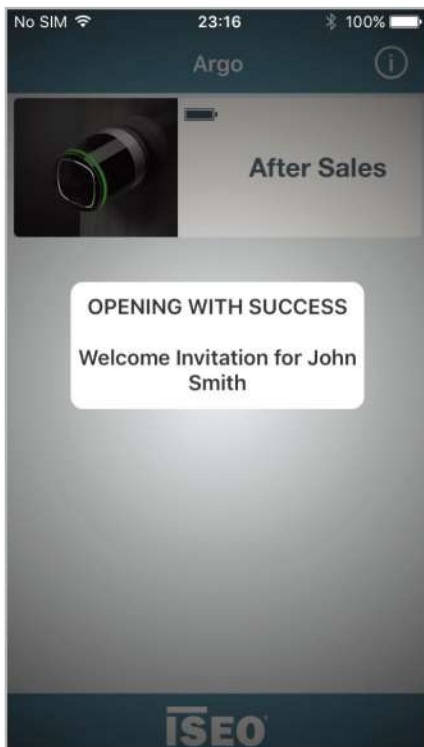 No SIM 23:16 100%
Argo
After Sales
OPENING WITH SUCCESS
Welcome Invitation for John
Smith
ISEO